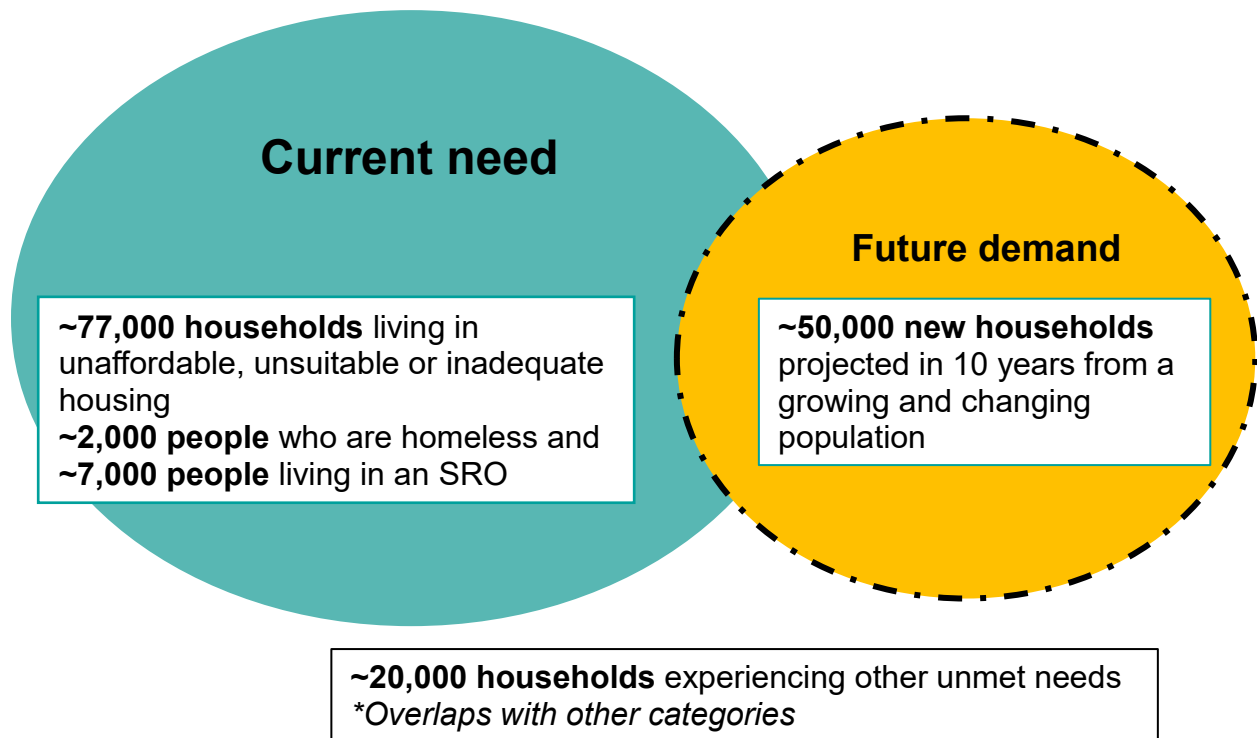 Current need
~77,000 households living in
unaffordable, unsuitable or inadequate
housing
~2,000 people who are homeless and
~7,000 people living in an SRO
Future demand
~50,000 new households
projected in 10 years from a
growing and changing
population
~20,000 households experiencing other unmet needs
*Overlaps with other categories